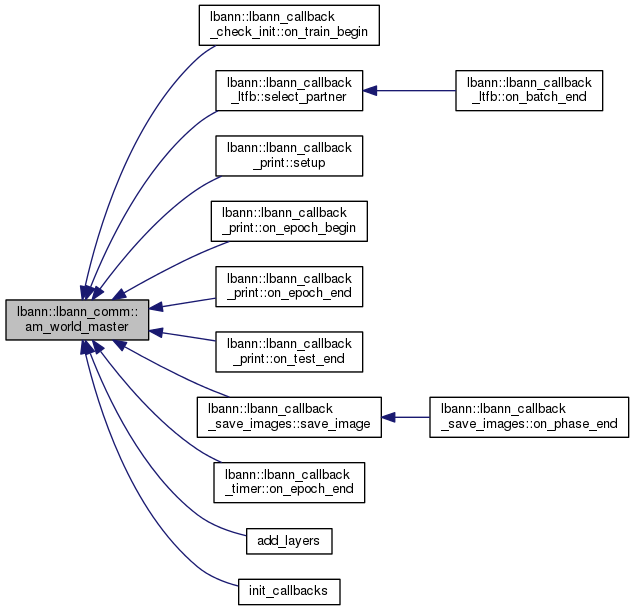 lbann::lbann_callback
_check_init::on_train_begin
lbann::lbann_callback
_ltfb::select_partner
lbann::lbann_callback
_ltfb::on_batch_end
lbann::lbann_callback
_print::setup
lbann::lbann_callback
_print::on_epoch_begin
lbann::lbann_callback
_print::on_epoch_end
lbann::lbann_comm::
am_world_master
lbann::lbann_callback
_print::on_test_end
lbann::lbann_callback
_save_images::save_image
lbann::lbann_callback
_save_images::on_phase_end
lbann::lbann_callback
_timer::on_epoch_end
add_layers
init_callbacks